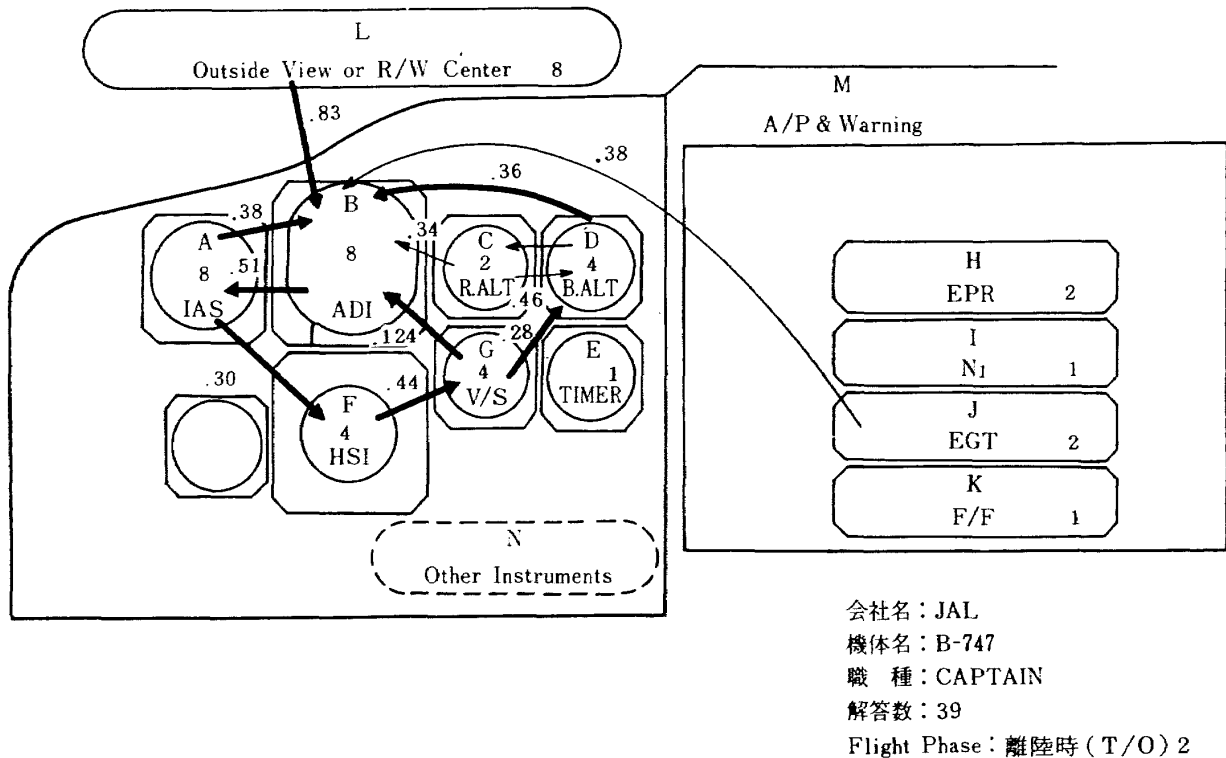 L
Outside View or R/W Center 8
M
A/P & Warning
.83
.38
.36
B
8
ADI
.38
A
8
IAS
.51
.34
C
2
R.ALT
D
4
B.ALT
.46
H
EPR 2
I
N1 1
J
EGT 2
K
F/F 1
.124
.28
G
4
V/S
E
1
TIMER
.30
.44
F
4
HSI
N
Other Instruments
会社名：JAL
機体名：B-747
職 種：CAPTAIN
解答数：39
Flight Phase：離陸時(T/O)2